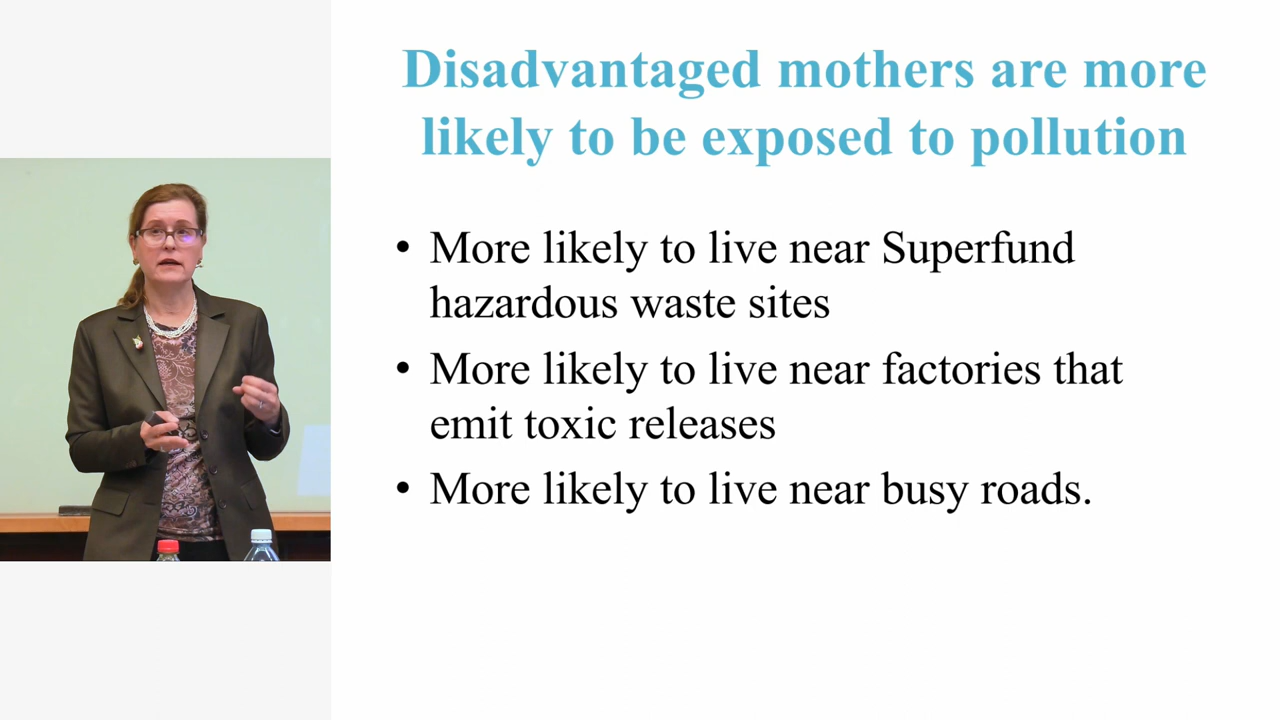 Disadvantaged mothers are more
likely to be exposed to pollution
• More likely to live near Superfund
hazardous waste sites
• More likely to live near factories that
emit toxic releases
• More likely to live near busy roads.